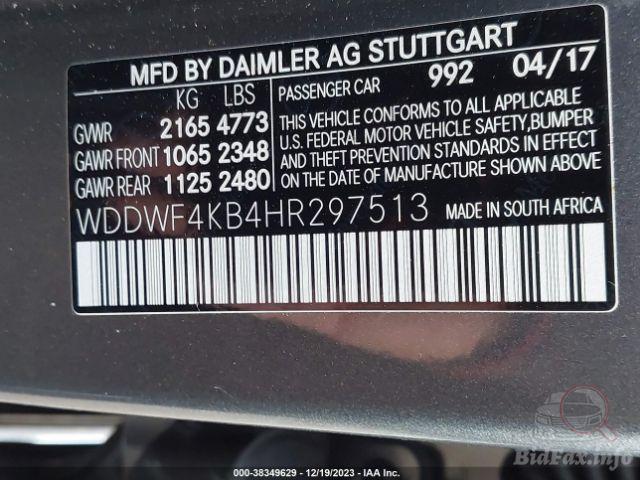 MFD BY DAIMLER AG STUTTGART
KG LBS
GVWR 2165 4773
GAWR FRONT 1065 2348
GAWR REAR 1125 2480
PASSENGER CAR 992 04/17
THIS VEHICLE CONFORMS TO ALL APPLICABLE
U.S. FEDERAL MOTOR VEHICLE SAFETY,BUMPER
AND THEFT PREVENTION STANDARDS IN EFFECT
ON THE DATE OF MANUFACTURE SHOWN ABOVE.
WDDWF4KB4HR297513 MADE IN SOUTH AFRICA
BidFax.info
000-38349629 - 12/19/2023 - IAA Inc.